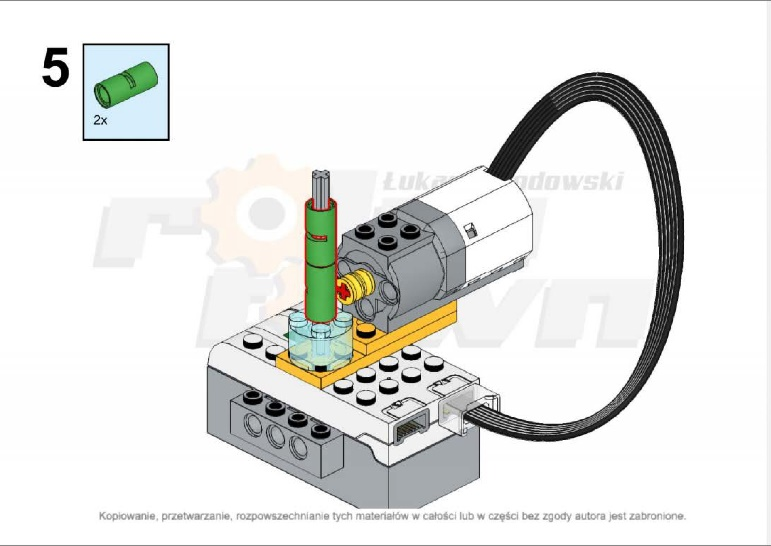 5
2x
Kopiowanie, przetwarzanie, rozpowszechnianie tych materiałów w całości lub w części bez zgody autora jest zabronione.